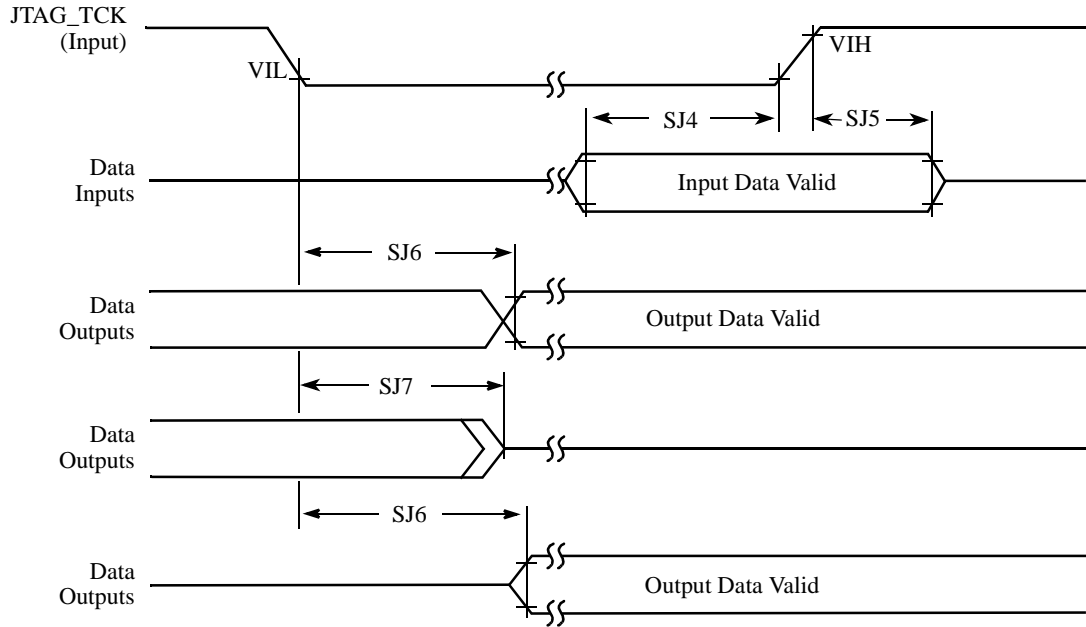 JTAG_TCK
(Input)
VIL
VIH
SJ4
SJ5
Data
Inputs
Input Data Valid
SJ6
Data
Outputs
Output Data Valid
SJ7
Data
Outputs
SJ6
Data
Outputs
Output Data Valid